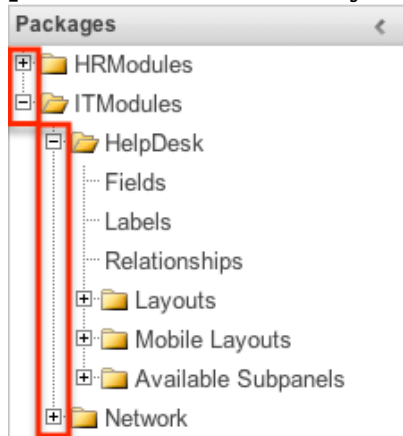 Packages
HRModules
ITModules
HelpDesk
Fields
Labels
Relationships
Layouts
Mobile Layouts
Available Subpanels
Network